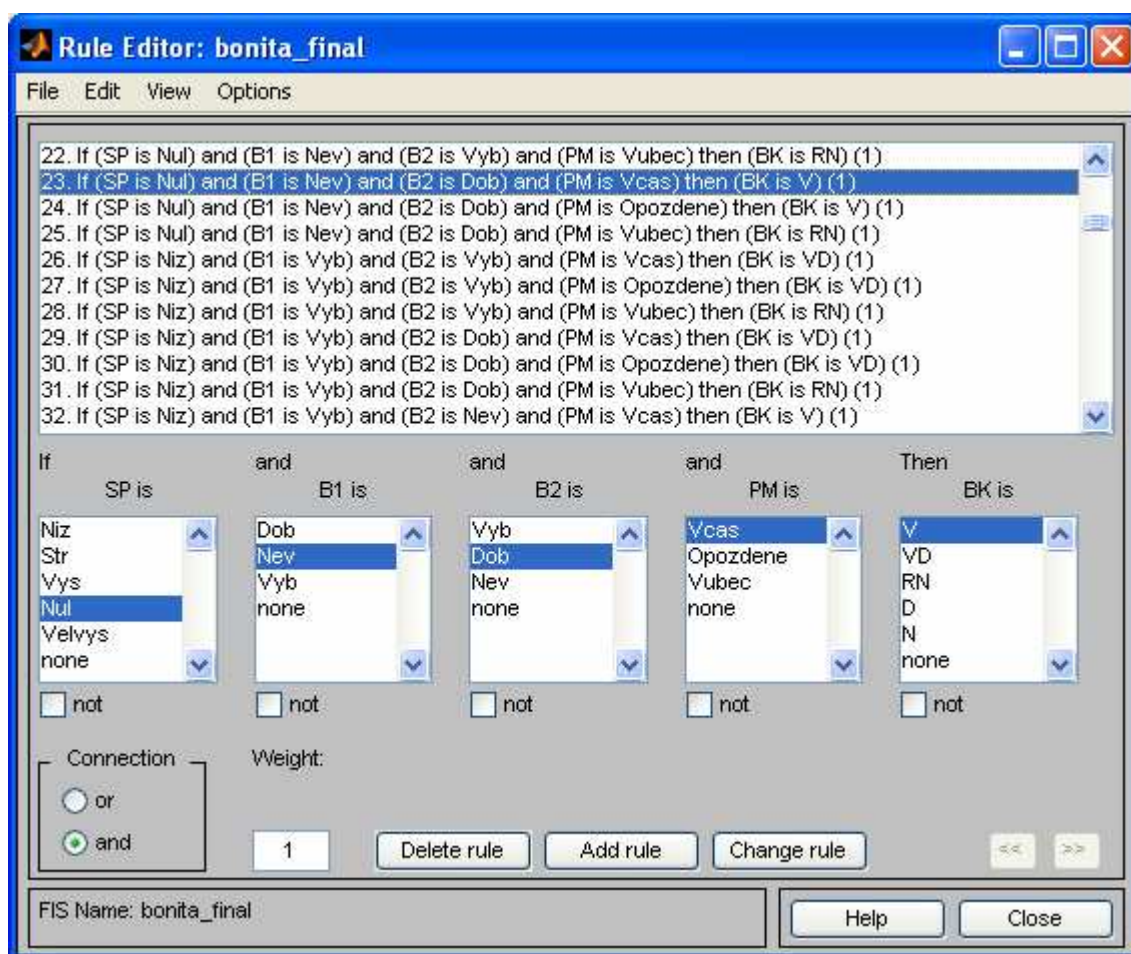 Rule Editor: bonita_final
File Edit View Options
22. If (SP is Nul) and (B1 is Nev) and (B2 is Vyb) and (PM is Vubec) then (BK is RN) (1)
23. If (SP is Nul) and (B1 is Nev) and (B2 is Dob) and (PM is Vcas) then (BK is V) (1)
24. If (SP is Nul) and (B1 is Nev) and (B2 is Dob) and (PM is Opozdene) then (BK is V) (1)
25. If (SP is Nul) and (B1 is Nev) and (B2 is Dob) and (PM is Vubec) then (BK is RN) (1)
26. If (SP is Niz) and (B1 is Vyb) and (B2 is Vyb) and (PM is Vcas) then (BK is VD) (1)
27. If (SP is Niz) and (B1 is Vyb) and (B2 is Vyb) and (PM is Opozdene) then (BK is VD) (1)
28. If (SP is Niz) and (B1 is Vyb) and (B2 is Vyb) and (PM is Vubec) then (BK is RN) (1)
29. If (SP is Niz) and (B1 is Vyb) and (B2 is Dob) and (PM is Vcas) then (BK is VD) (1)
30. If (SP is Niz) and (B1 is Vyb) and (B2 is Dob) and (PM is Opozdene) then (BK is VD) (1)
31. If (SP is Niz) and (B1 is Vyb) and (B2 is Dob) and (PM is Vubec) then (BK is RN) (1)
32. If (SP is Niz) and (B1 is Vyb) and (B2 is Nev) and (PM is Vcas) then (BK is V) (1)
If and and and Then
SP is B1 is B2 is PM is BK is
Niz Dob Vyb Vcas V
Str Nev Dob Opozdene VD
Vys Vyb Nev Vubec RN
Nul none none none D
Velvys N
none none
not not not not not
Connection Weight:
or
and 1 Delete rule Add rule Change rule << >>
FIS Name: bonita_final Help Close